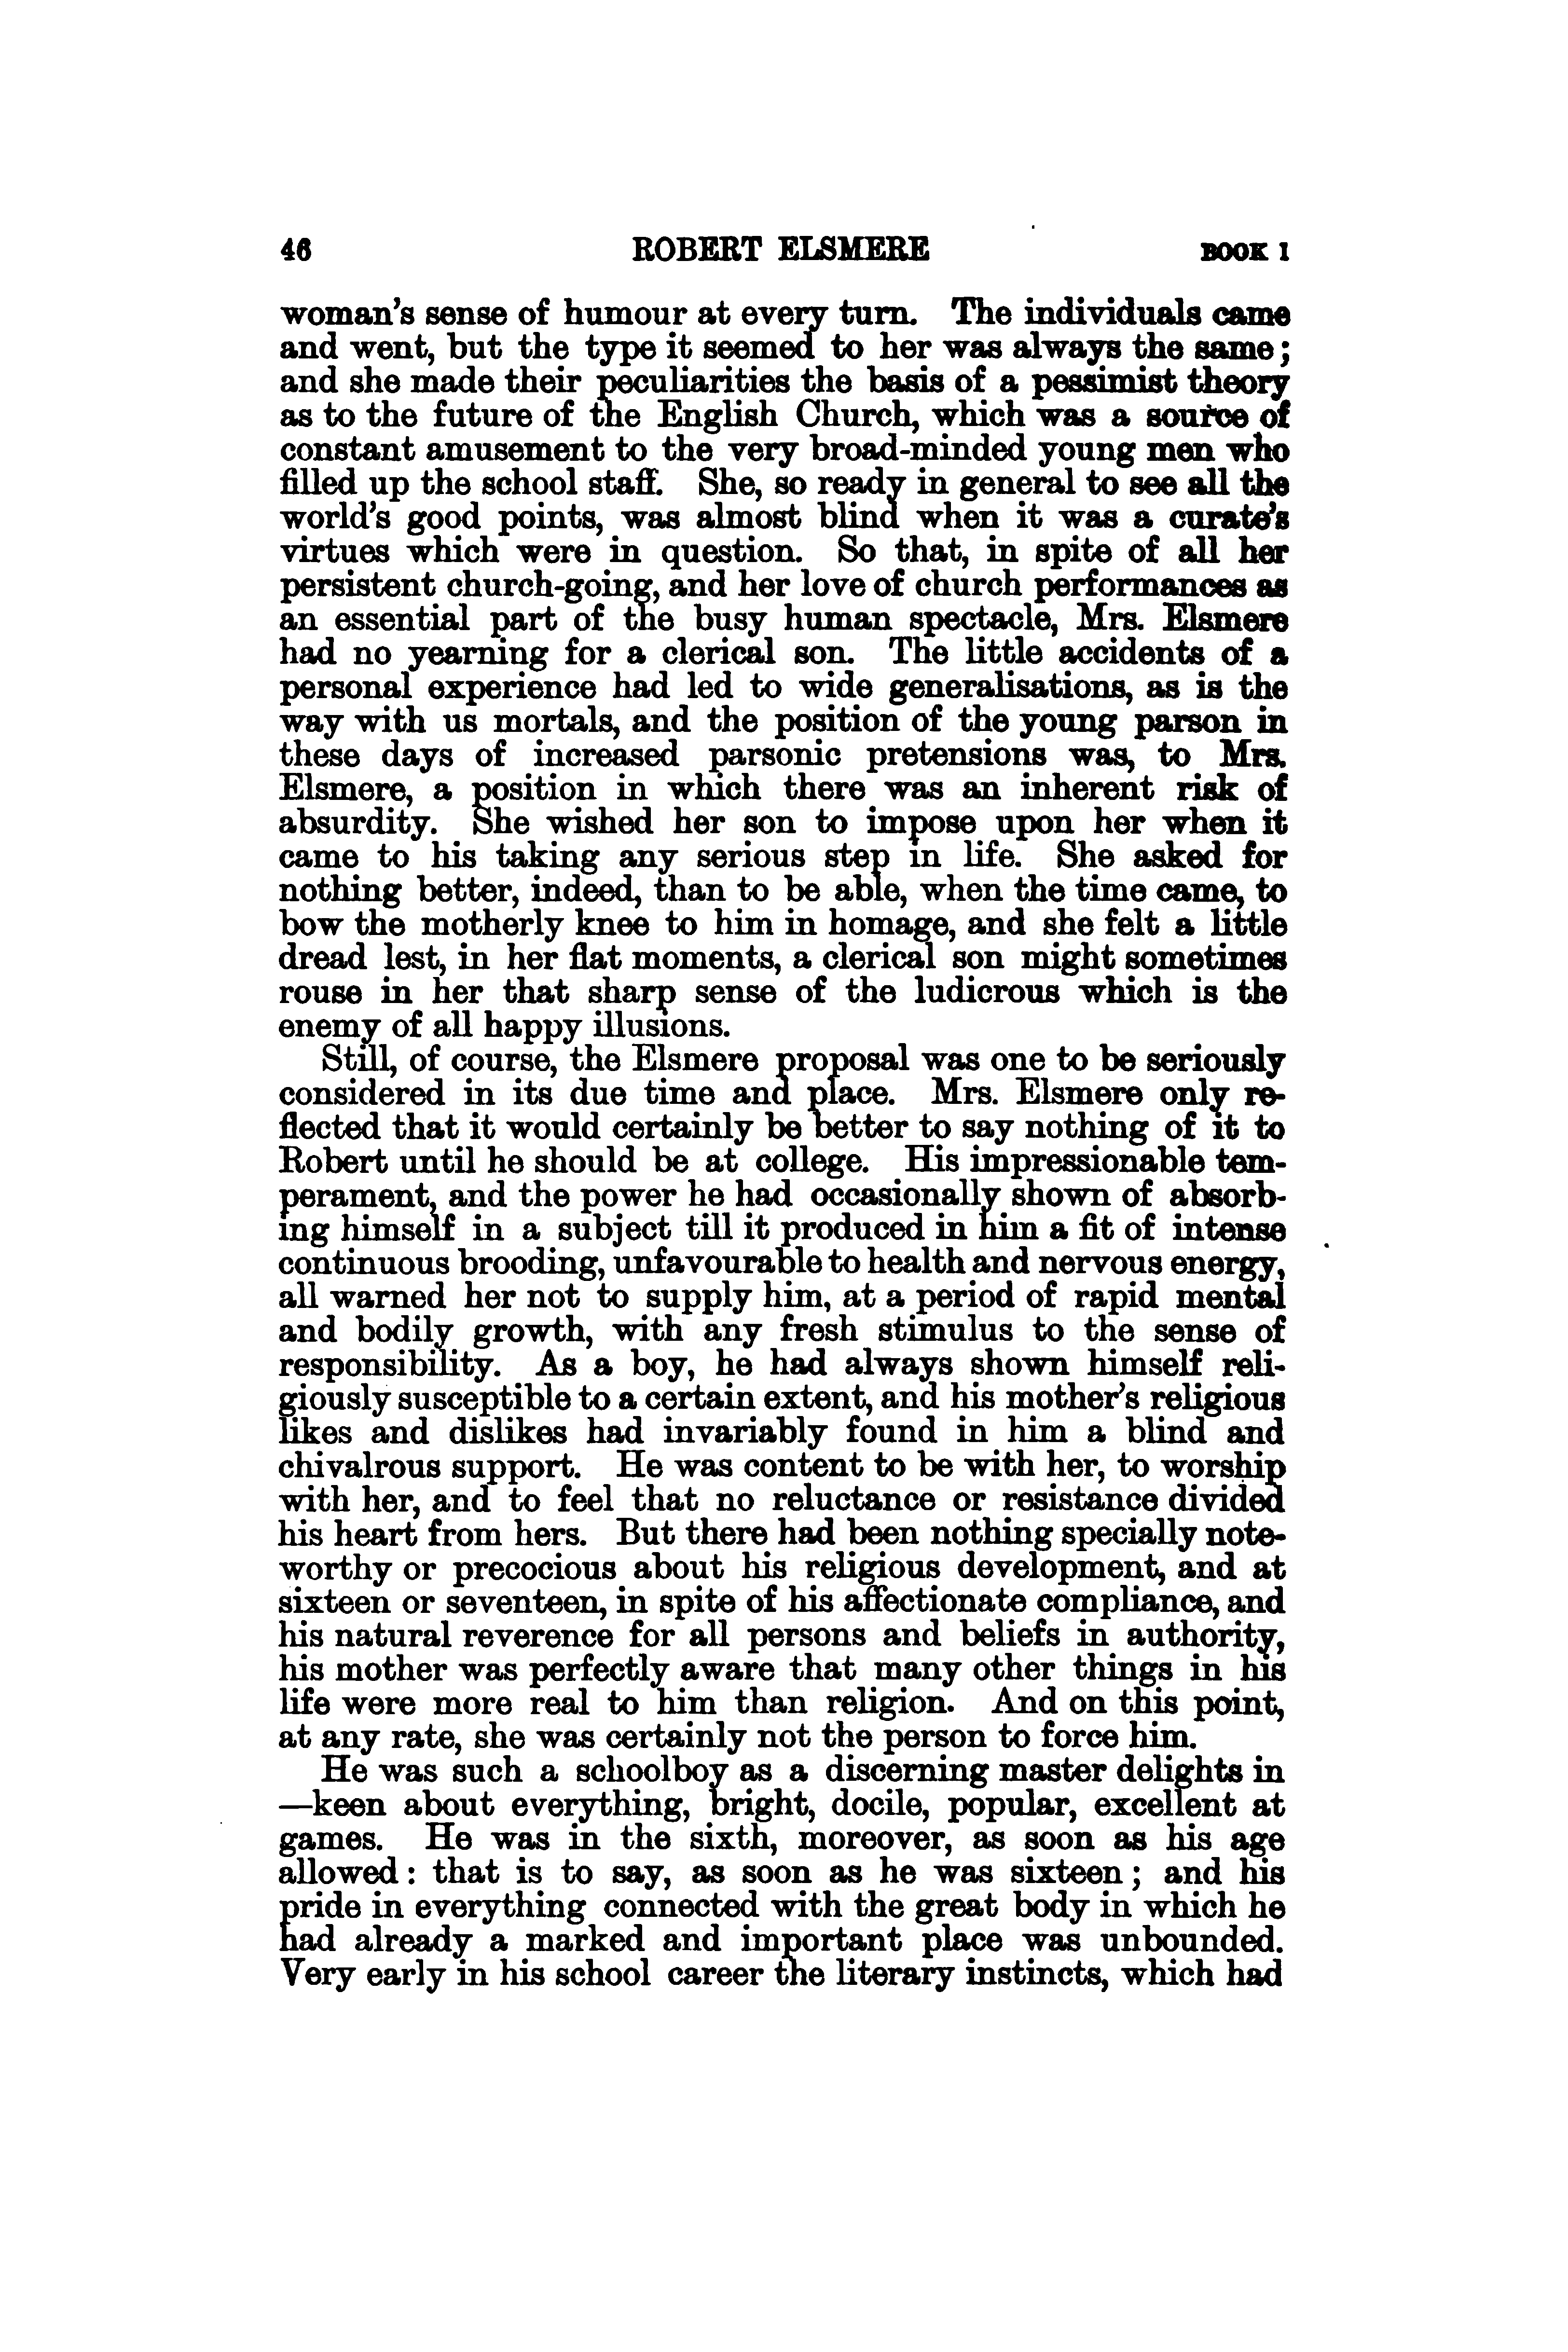 46 ROBERT ELSMERE BOOK I
woman's sense of humour at every turn. The individuals came
and went, but the type it seemed to her was always the same;
and she made their peculiarities the basis of a pessimist theory
as to the future of the English Church, which was a source of
constant amusement to the very broad-minded young men who
filled up the school staff. She, so ready in general to see all the
world's good points, was almost blind when it was a curate's
virtues which were in question. So that, in spite of all her
persistent church-going, and her love of church performances as
an essential part of the busy human spectacle, Mrs. Elsmere
had no yearning for a clerical son. The little accidents of a
personal experience had led to wide generalisations, as is the
way with us mortals, and the position of the young parson in
these days of increased parsonic pretensions was, to Mrs.
Elsmere, a position in which there was an inherent risk of
absurdity. She wished her son to impose upon her when it
came to his taking any serious step in life. She asked for
nothing better, indeed, than to be able, when the time came, to
bow the motherly knee to him in homage, and she felt a little
dread lest, in her flat moments, a clerical son might sometimes
rouse in her that sharp sense of the ludicrous which is the
enemy of all happy illusions.
Still, of course, the Elsmere proposal was one to be seriously
considered in its due time and place. Mrs. Elsmere only re-
flected that it would certainly be better to say nothing of it to
Robert until he should be at college. His impressionable tem-
perament, and the power he had occasionally shown of absorb-
ing himself in a subject till it produced in him a fit of intense
continuous brooding, unfavourable to health and nervous energy,
all warned her not to supply him, at a period of rapid mental
and bodily growth, with any fresh stimulus to the sense of
responsibility. As a boy, he had always shown himself reli-
giously susceptible to a certain extent, and his mother's religious
likes and dislikes had invariably found in him a blind and
chivalrous support. He was content to be with her, to worship
with her, and to feel that no reluctance or resistance divided
his heart from hers. But there had been nothing specially note-
worthy or precocious about his religious development, and at
sixteen or seventeen, in spite of his affectionate compliance, and
his natural reverence for all persons and beliefs in authority,
his mother was perfectly aware that many other things in his
life were more real to him than religion. And on this point,
at any rate, she was certainly not the person to force him.
He was such a schoolboy as a discerning master delights in
—keen about everything, bright, docile, popular, excellent at
games. He was in the sixth, moreover, as soon as his age
allowed: that is to say, as soon as he was sixteen; and his
pride in everything connected with the great body in which he
had already a marked and important place was unbounded.
Very early in his school career the literary instincts, which had